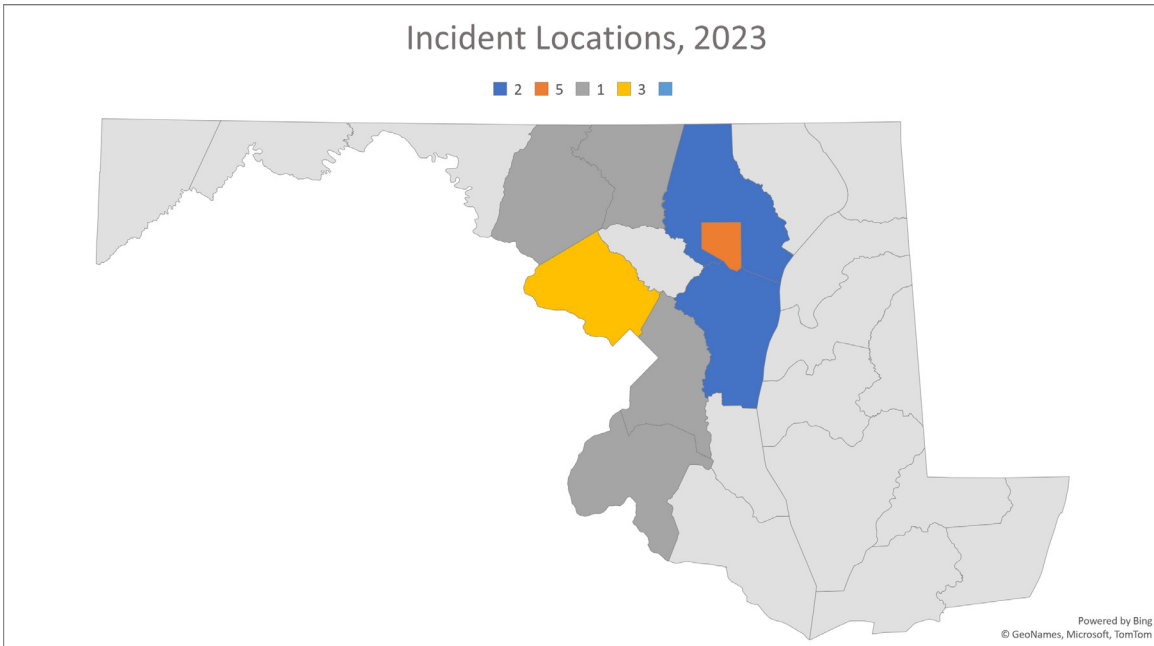 Incident Locations, 2023
2 5 1 3
Powered by Bing
© GeoNames, Microsoft, TomTom